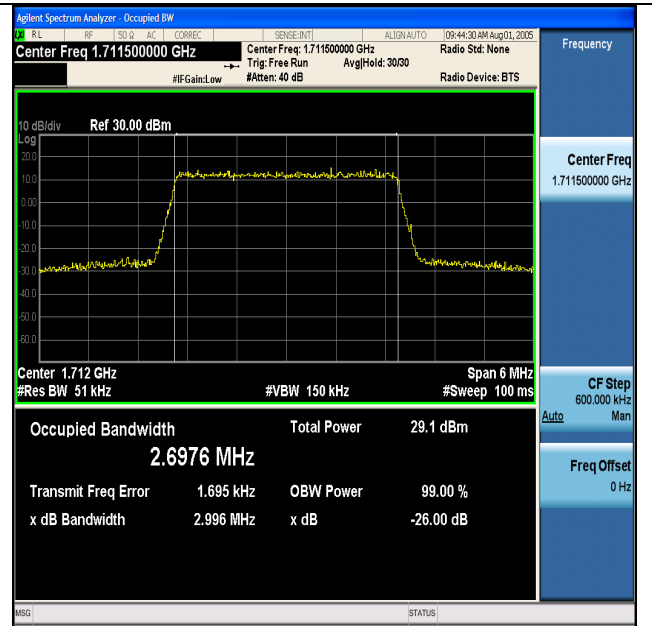 Agilent Spectrum Analyzer - Occupied BW
RL RF 50 Ω AC CORREC SENSE:INT ALIGN AUTO 09:44:30 AM Aug 01, 2005
Center Freq 1.711500000 GHz
Center Freq: 1.711500000 GHz Radio Std: None
Trig: Free Run Avg|Hold: 30/30
#IFGain:Low #Atten: 40 dB Radio Device: BTS
Frequency
10 dB/div Ref 30.00 dBm
Log
20.0
10.0
0.00
-10.0
-20.0
-30.0
-40.0
-50.0
-60.0
Center 1.712 GHz Span 6 MHz
#Res BW 51 kHz #VBW 150 kHz #Sweep 100 ms
Center Freq
1.711500000 GHz
CF Step
600.000 kHz
Auto Man
Freq Offset
0 Hz
Occupied Bandwidth Total Power 29.1 dBm
2.6976 MHz
Transmit Freq Error 1.695 kHz OBW Power 99.00 %
x dB Bandwidth 2.996 MHz x dB -26.00 dB
MSG STATUS